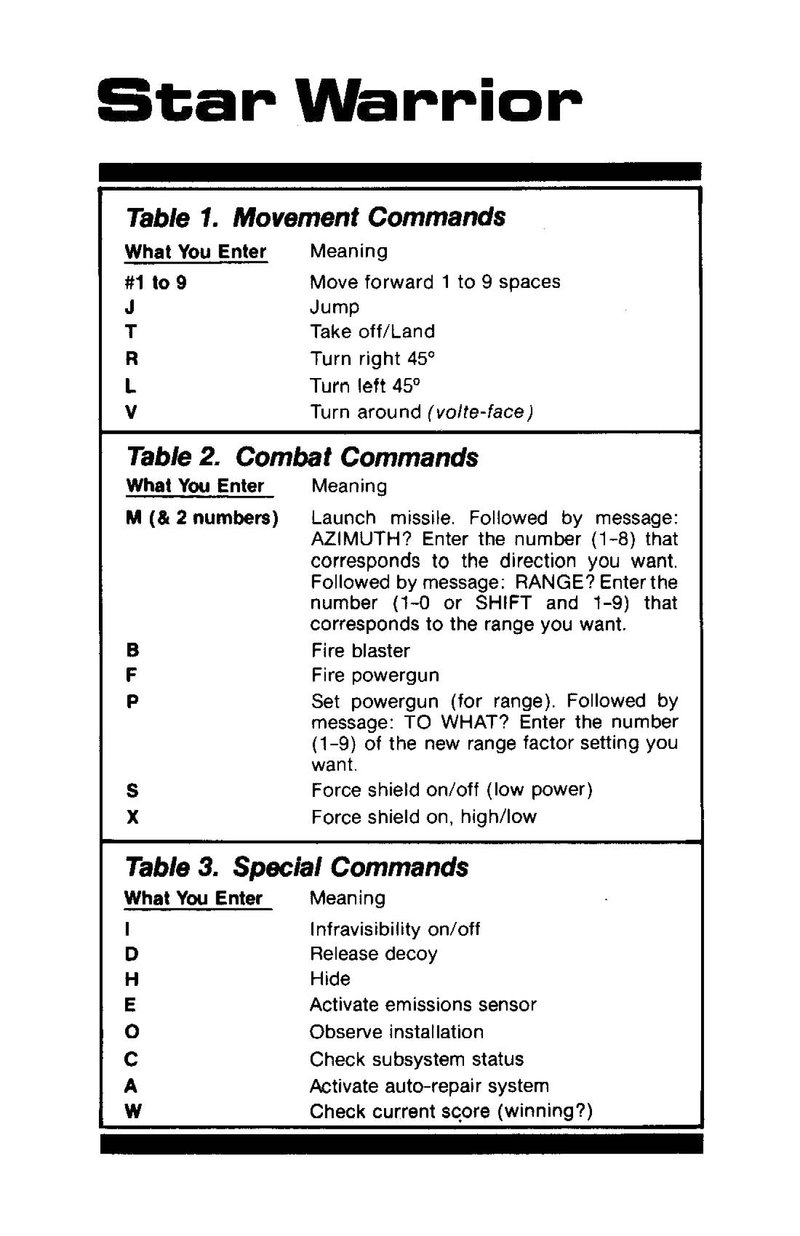 Star Warrior
Table 1. Movement Commands
What You Enter Meaning
#1 to 9 Move forward 1 to 9 spaces
J Jump
T Take off/Land
R Turn right 45°
L Turn left 45°
V Turn around (volte-face)
Table 2. Combat Commands
What You Enter Meaning
M (& 2 numbers) Launch missile. Followed by message:
AZIMUTH? Enter the number (1-8) that
corresponds to the direction you want.
Followed by message: RANGE? Enter the
number (1-0 or SHIFT and 1-9) that
corresponds to the range you want.
B Fire blaster
F Fire powergun
P Set powergun (for range). Followed by
message: TO WHAT? Enter the number
(1-9) of the new range factor setting you
want.
S Force shield on/off (low power)
X Force shield on, high/low
Table 3. Special Commands
What You Enter Meaning
I Infravisibility on/off
D Release decoy
H Hide
E Activate emissions sensor
O Observe installation
C Check subsystem status
A Activate auto-repair system
W Check current score (winning?)